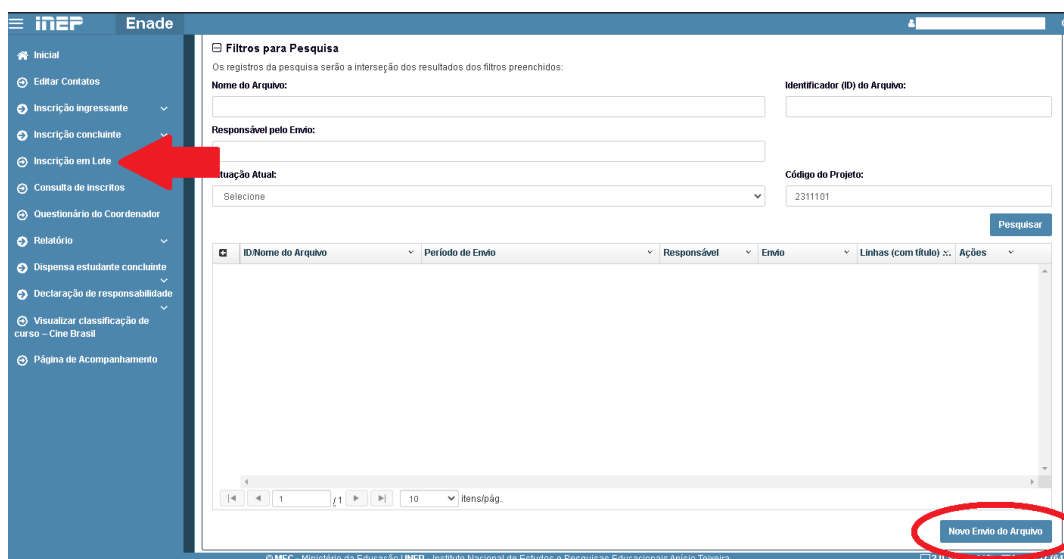 inep Enade
Inicial
Editar Contatos
Inscrição ingressante
Inscrição concluinte
Inscrição em Lote
Consulta de inscritos
Questionário do Coordenador
Relatório
Dispensa estudante concluinte
Declaração de responsabilidade
Visualizar classificação de
curso – Cine Brasil
Página de Acompanhamento
Filtros para Pesquisa
Os registros da pesquisa serão a interseção dos resultados dos filtros preenchidos:
Nome do Arquivo: Identificador (ID) do Arquivo:
Responsável pelo Envio:
tuação Atual: Código do Projeto:
Selecione 2311101
Pesquisar
ID/Nome do Arquivo Período de Envio Responsável Envio Linhas (com título) Ações
1 /1 10 itens/pág.
Novo Envio do Arquivo
© MEC - Ministério da Educação | INEP - Instituto Nacional de Estudos e Pesquisas Educacionais Anísio Teixeira